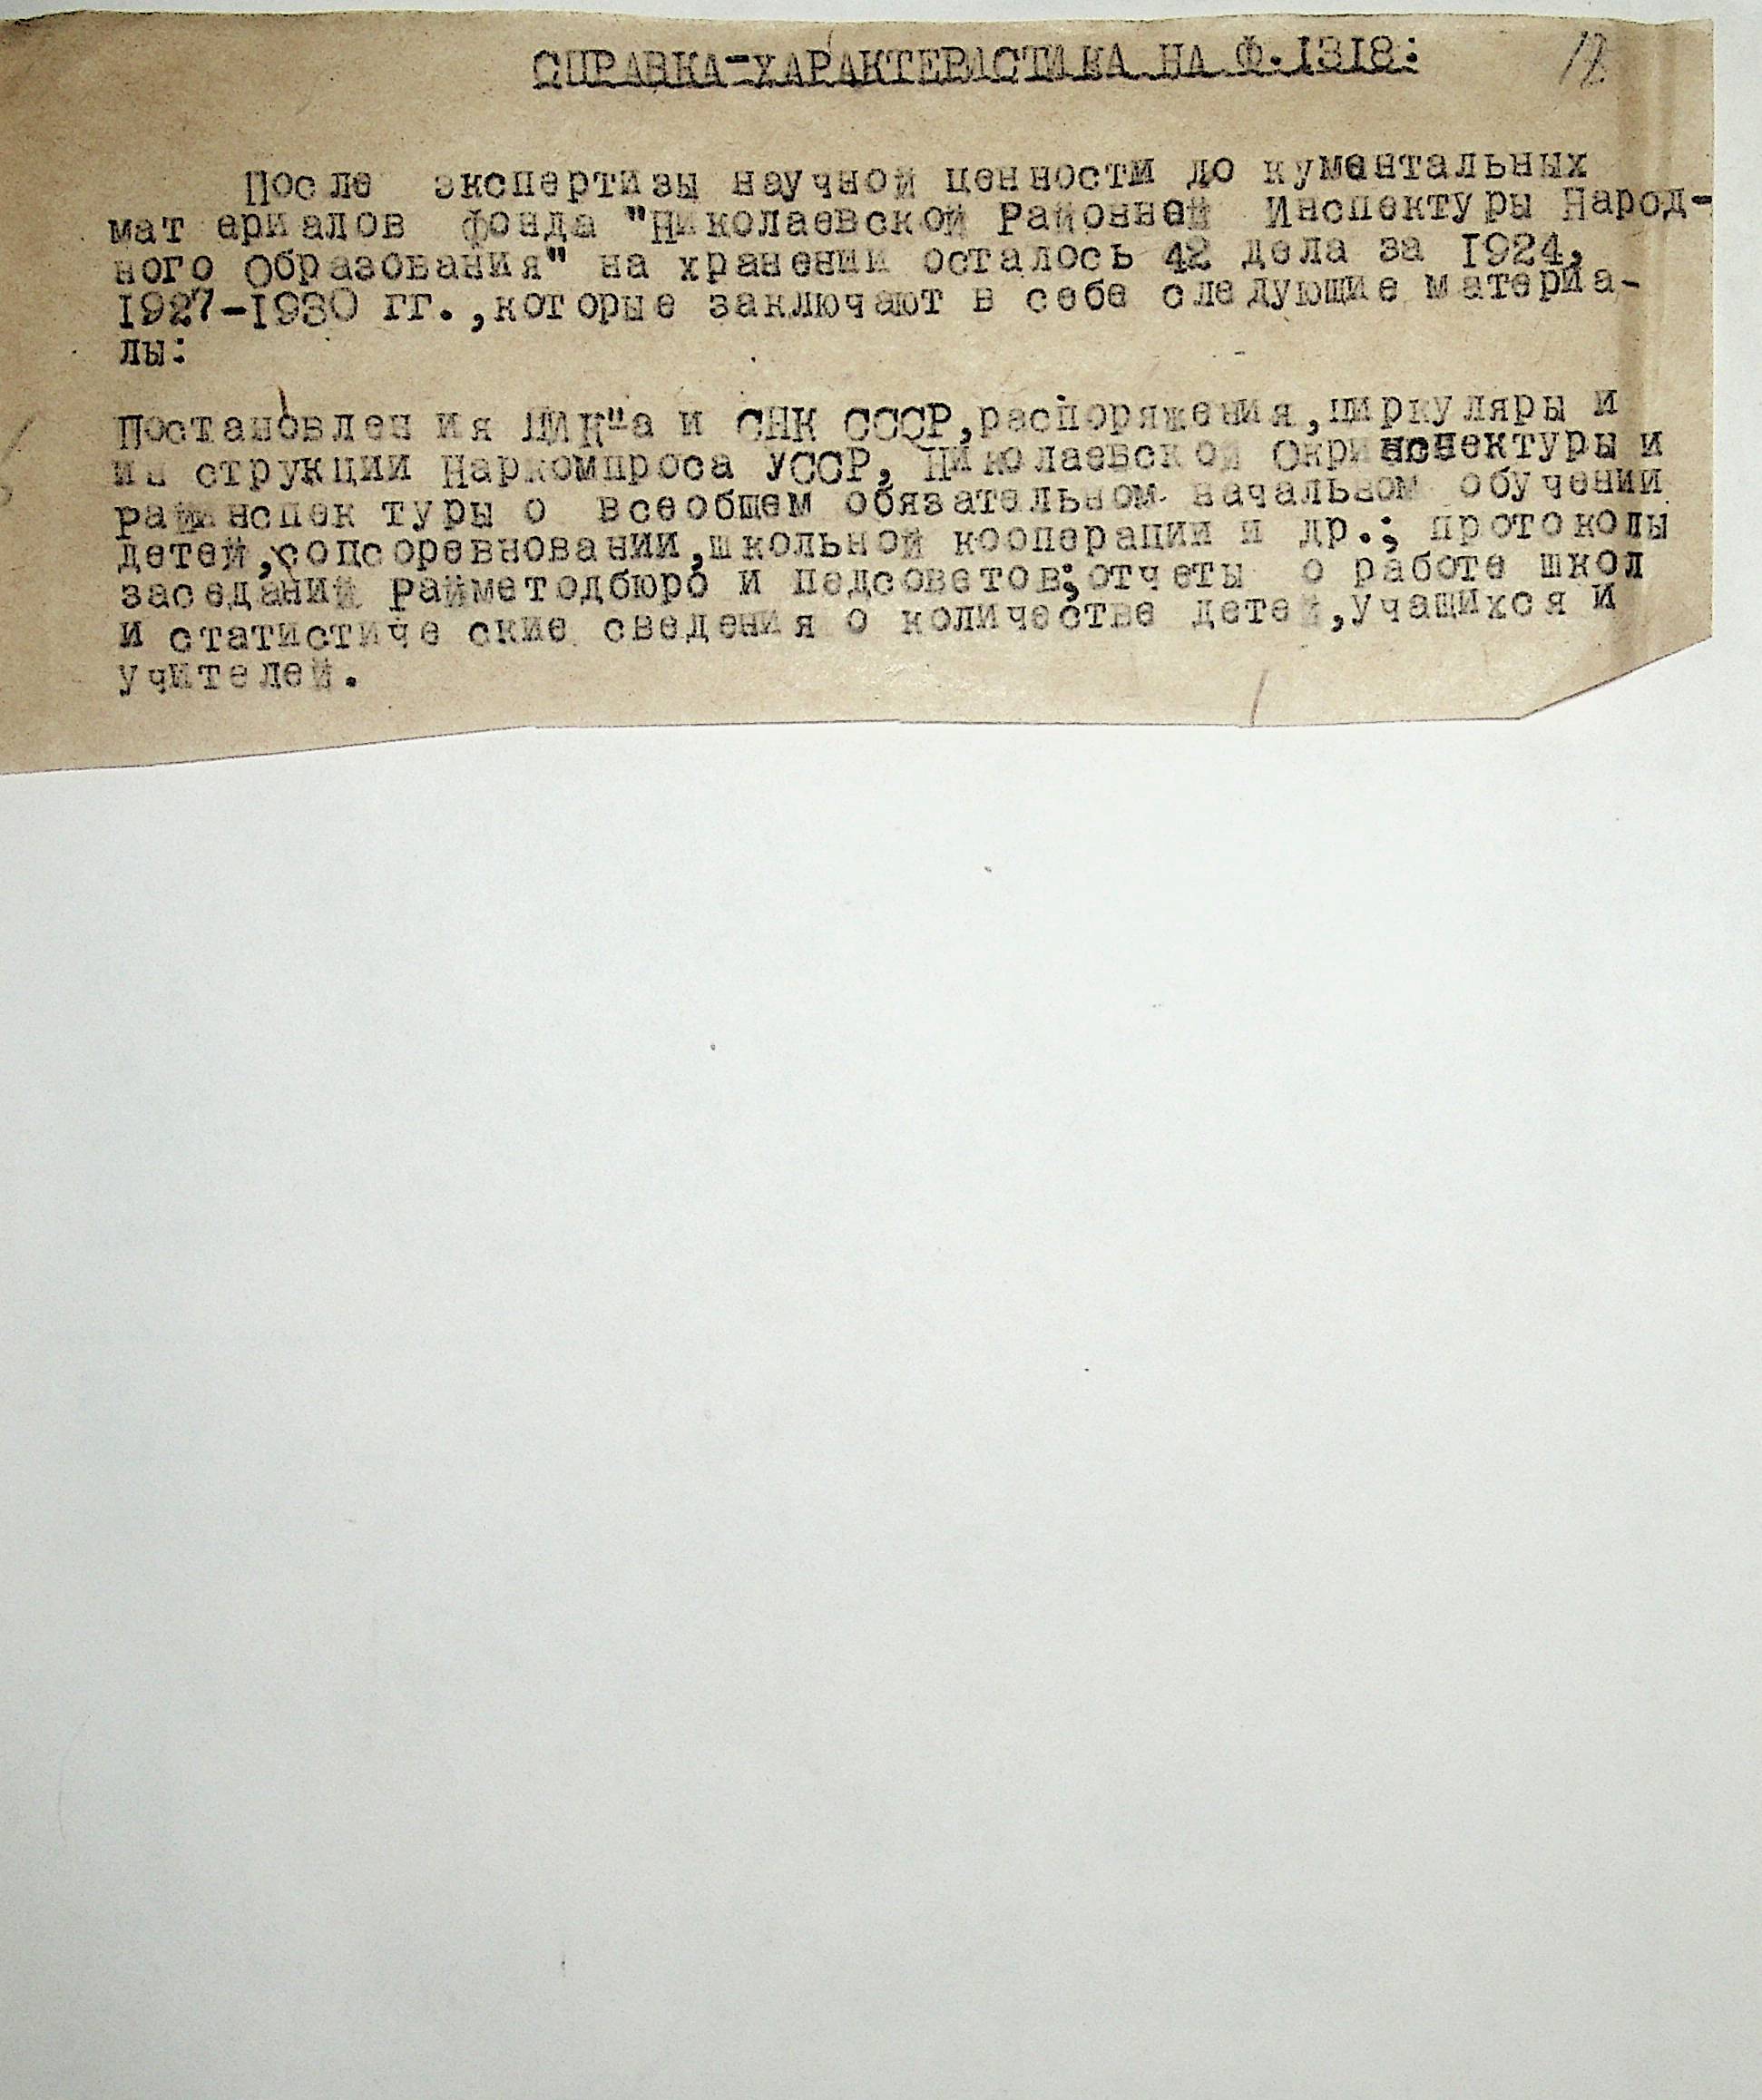 СПРАВКА-ХАРАКТЕРИСТИКА НА Ф.1318:
12
После экспертизы научной ценности документальных
материалов фонда "Николаевской Районней Инспектуры Народ-
ного Образования" на хранении осталось 42 дела за 1924,
1927-1930 гг.,которые заключают в себе следующие материа-
лы:
Постановления ЦИК"а и СНК СССР,распоряжения,циркуляры и
инструкции Наркомпроса УССР, Николаевской Окринспектуры и
райинспектуры о всеобщем обязательном начальном обучении
детей,соцсоревновании,школьной кооперации и др.; протоколы
заседаний Райметодбюро и педсоветов;отчеты о работе школ
и статистические сведения о количестве детей,учащихся и
учителей.